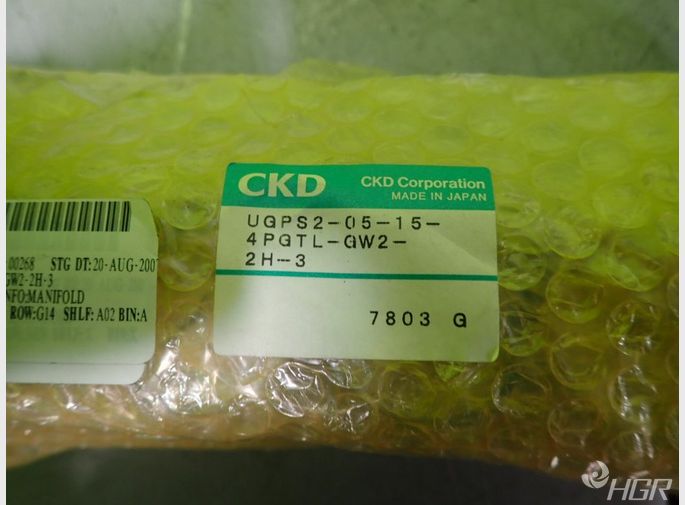 CKD
CKD Corporation
MADE IN JAPAN
UGPS2-05-15-
4PGTL-GW2-
2H-3
7803 G
00268 STG DT:20-AUG-200
GW2-2H-3
NFO:MANIFOLD
ROW:G14 SHLF: A02 BIN:A
HGR